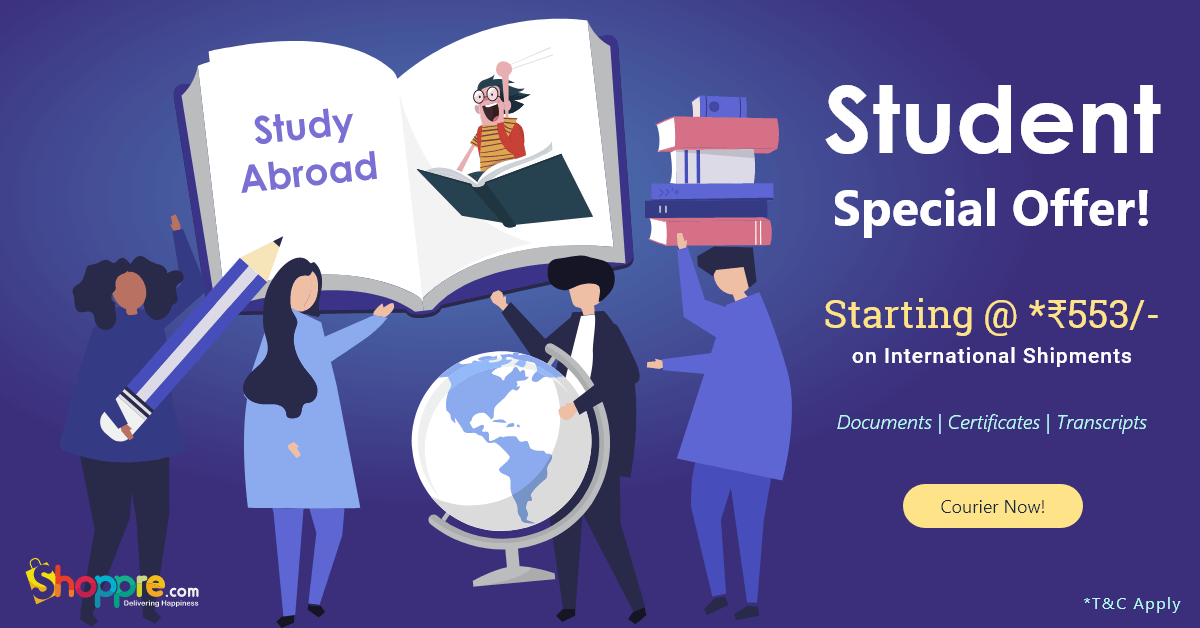 Study
Abroad
Student
Special Offer!
Starting @ *₹553/-
on International Shipments
Documents | Certificates | Transcripts
Courier Now!
Shoppre.com
Delivering Happiness
*T&C Apply